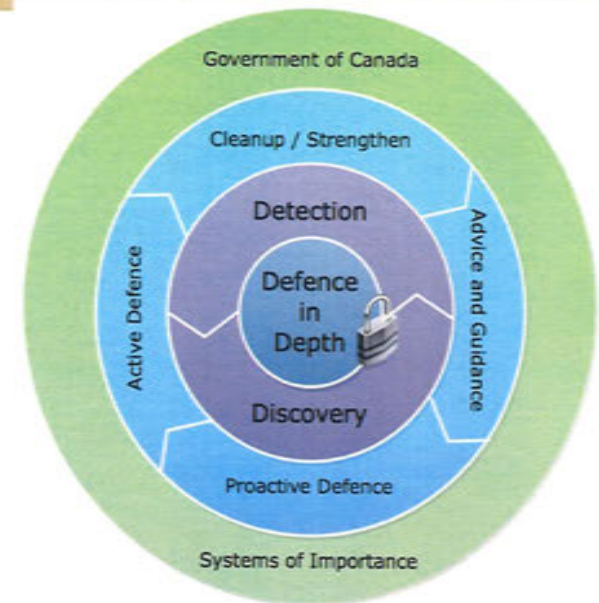 Government of Canada
Cleanup / Strengthen
Detection
Advice and Guidance
Active Defence
Defence
in
Depth
Discovery
Proactive Defence
Systems of Importance